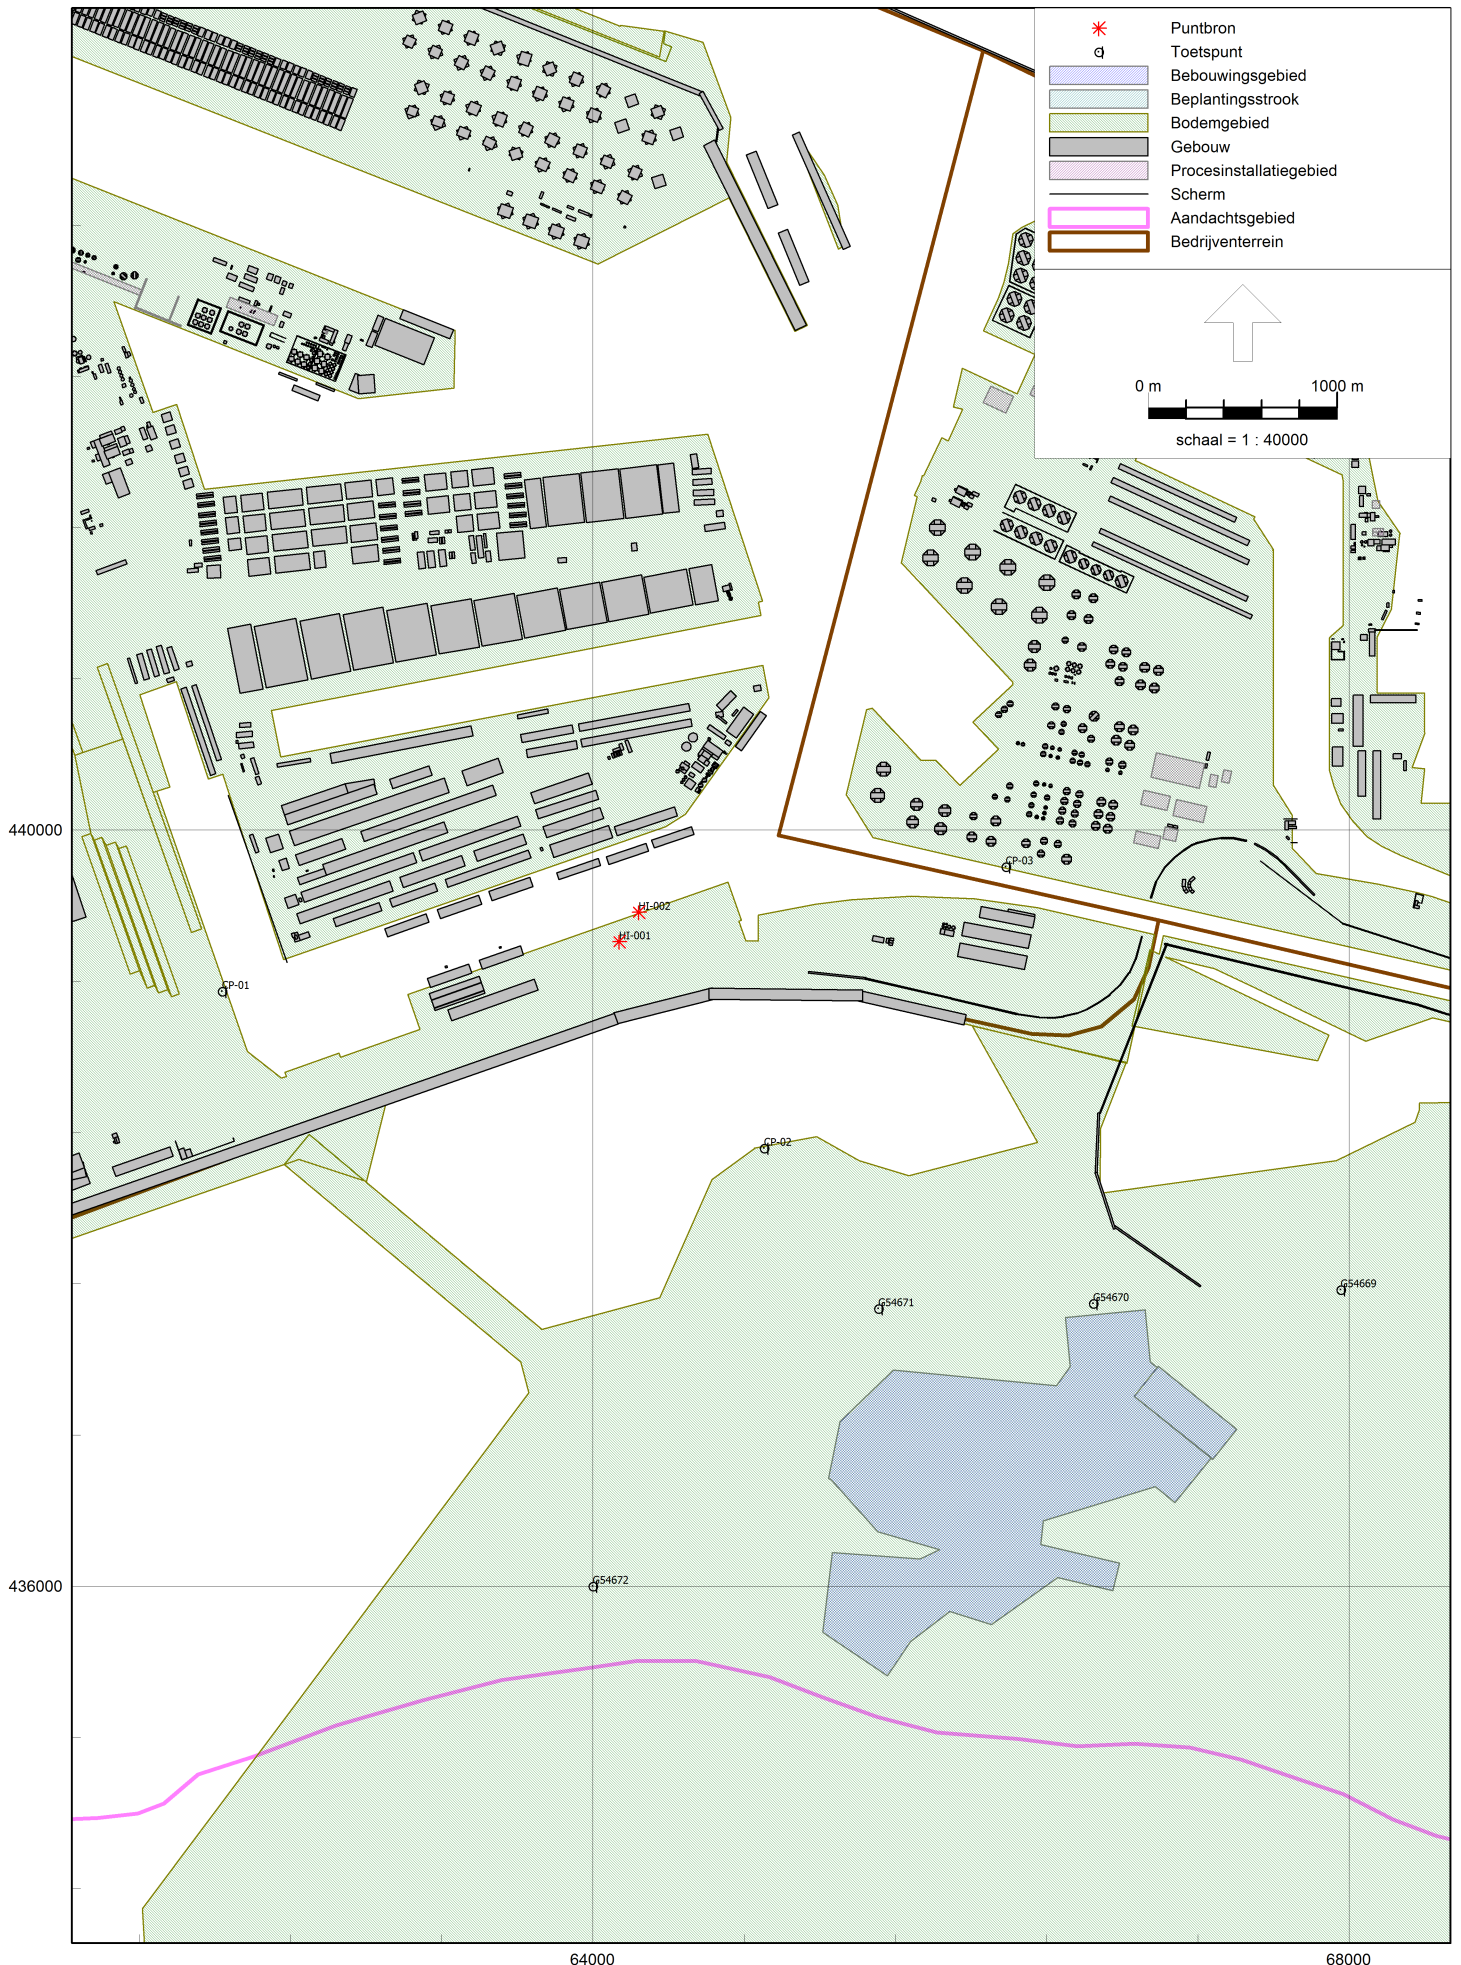 Puntbron
Toetspunt
Bebouwingsgebied
Beplantingsstrook
Bodemgebied
Gebouw
Procesinstallatiegebied
Scherm
Aandachtsgebied
Bedrijventerrein
0 m 1000 m
schaal = 1 : 40000
440000
CP-03
HI-002
HI-001
CP-01
CP-02
G54669
G54670
G54671
436000
G54672
64000 68000